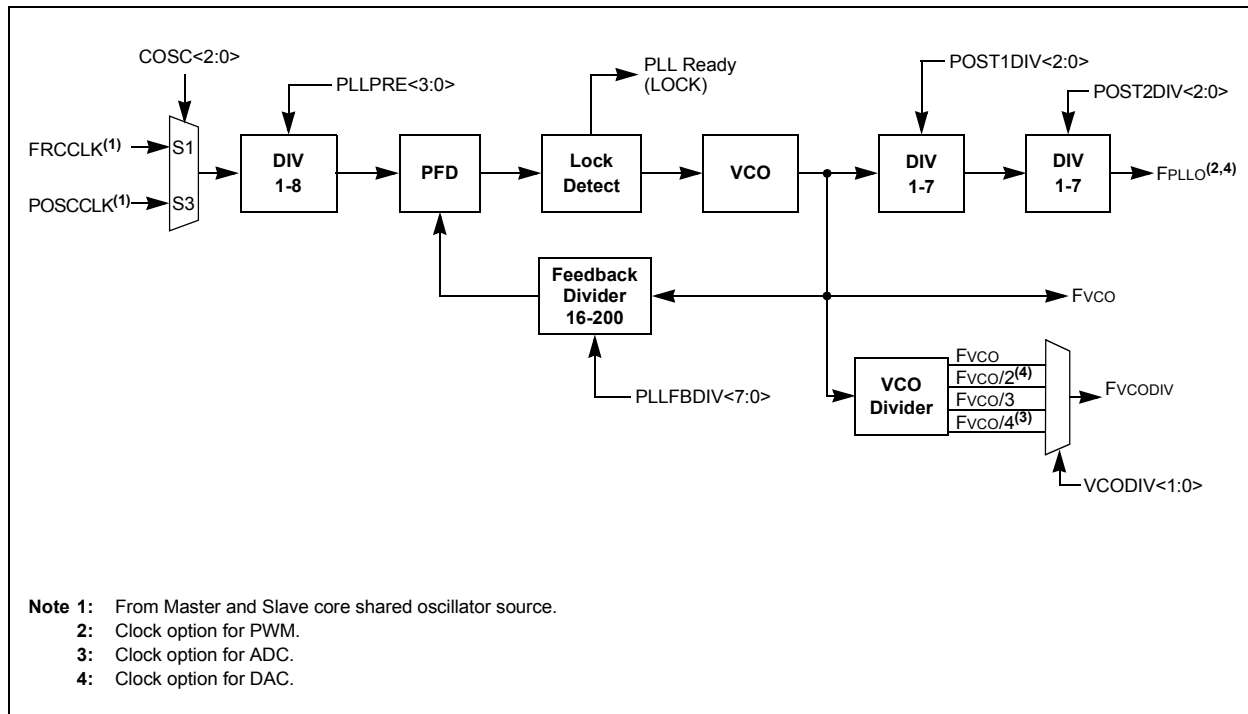 COSC<2:0>
PLLPRE<3:0>
PLL Ready
(LOCK)
POST1DIV<2:0>
POST2DIV<2:0>
FRCCLK(1)
S1
POSCCLK(1)
S3
DIV
1-8
PFD
Lock
Detect
VCO
DIV
1-7
DIV
1-7
FPLLO(2,4)
Feedback
Divider
16-200
FVCO
PLLFBDIV<7:0>
VCO
Divider
FVCO
FVCO/2(4)
FVCO/3
FVCO/4(3)
FVCODIV
VCODIV<1:0>
Note 1: From Master and Slave core shared oscillator source.
2: Clock option for PWM.
3: Clock option for ADC.
4: Clock option for DAC.